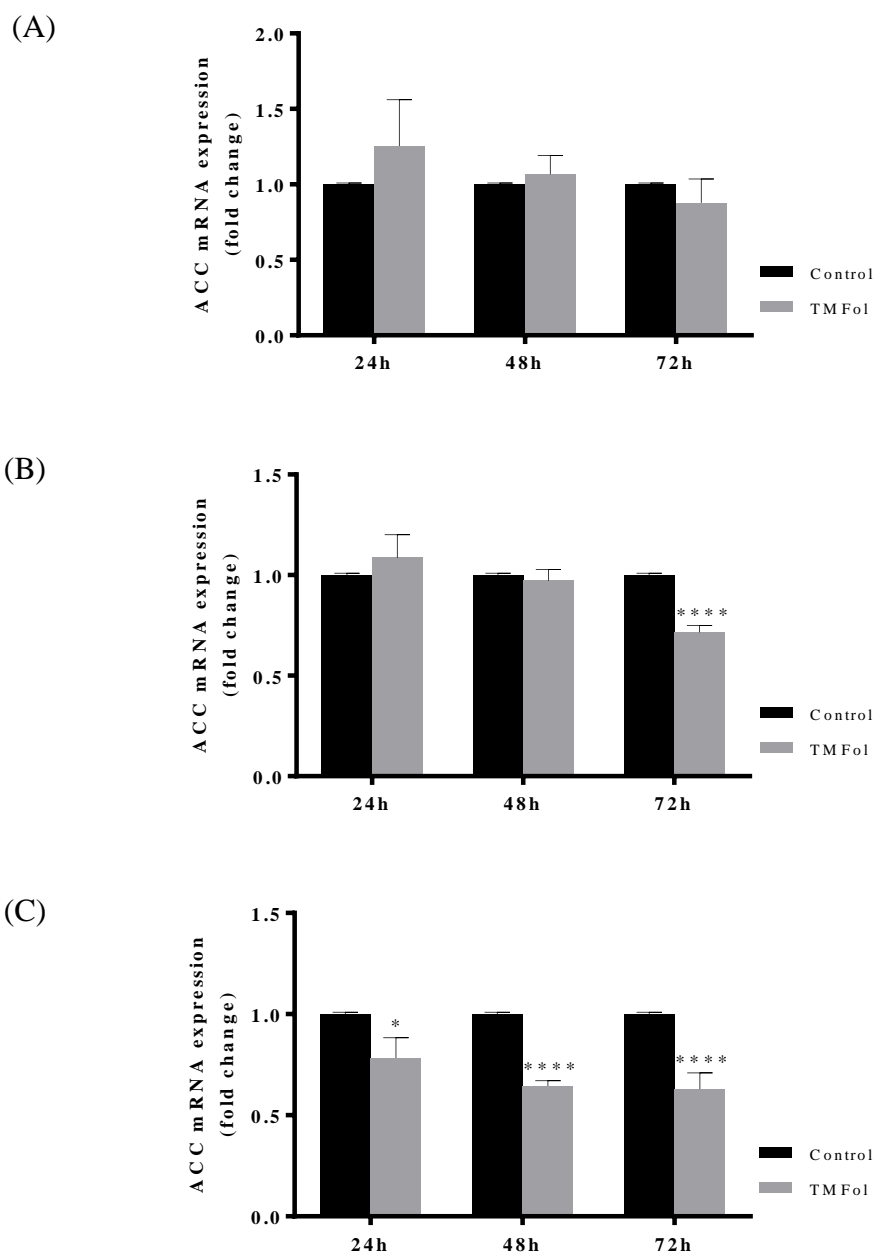 (A)
ACC mRNA expression
(fold change)
2.0
1.5
1.0
0.5
0.0
24h 48h 72h
Control
TMFol
(B)
ACC mRNA expression
(fold change)
1.5
1.0
0.5
0.0
****
24h 48h 72h
Control
TMFol
(C)
ACC mRNA expression
(fold change)
1.5
1.0
0.5
0.0
* **** ****
24h 48h 72h
Control
TMFol